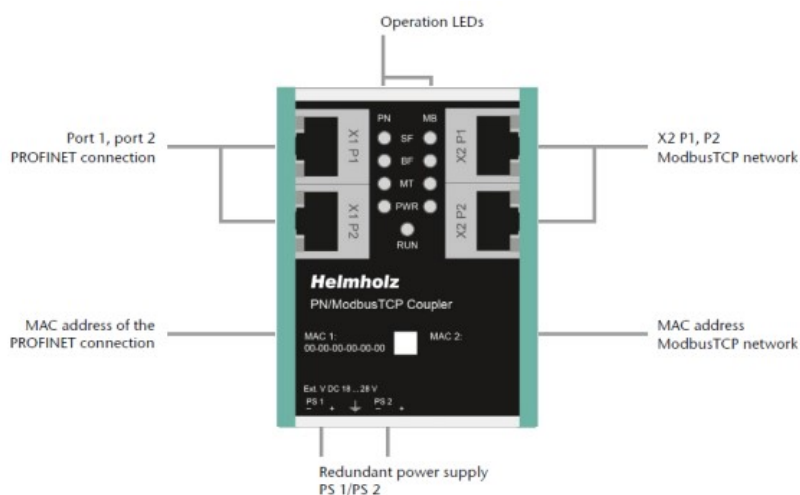 Operation LEDs
Port 1, port 2
PROFINET connection
X1 P1
X1 P2
PN
MB
SF
BF
MT
PWR
RUN
X2 P1
X2 P2
X2 P1, P2
ModbusTCP network
Helmholz
PN/ModbusTCP Coupler
MAC address of the
PROFINET connection
MAC 1:
00-00-00-00-00-00
MAC 2:
MAC address
ModbusTCP network
Ext. V DC 18 ... 28 V
PS 1
PS 2
– +
– +
Redundant power supply
PS 1/PS 2